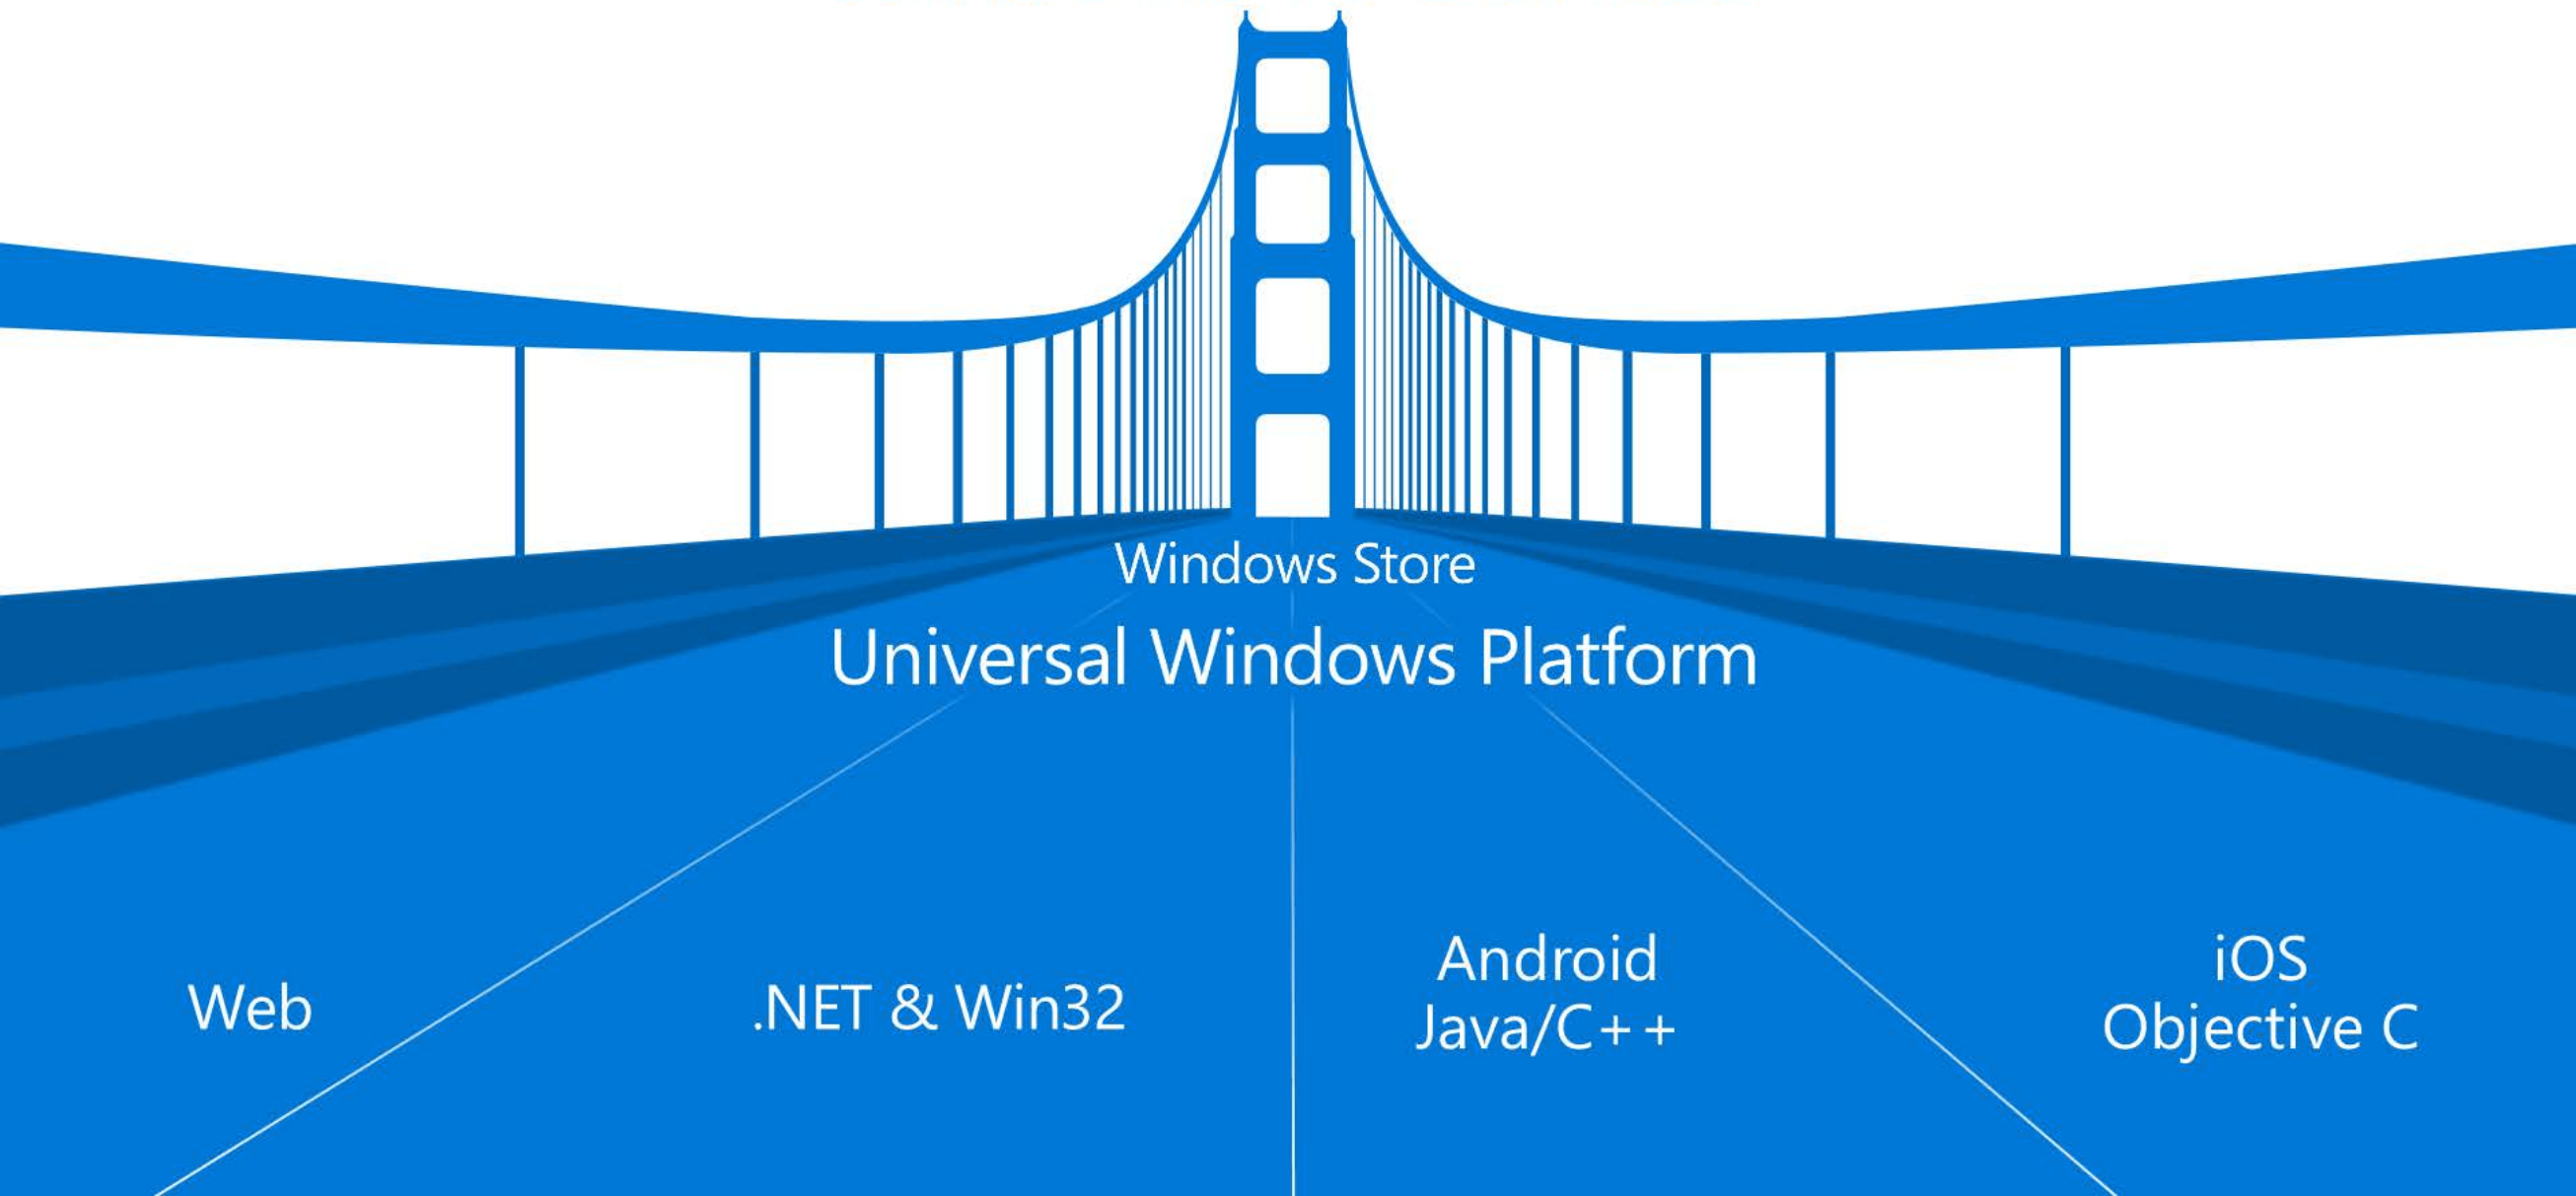 Windows Store
Universal Windows Platform
Web
.NET & Win32
Android
Java/C++
iOS
Objective C